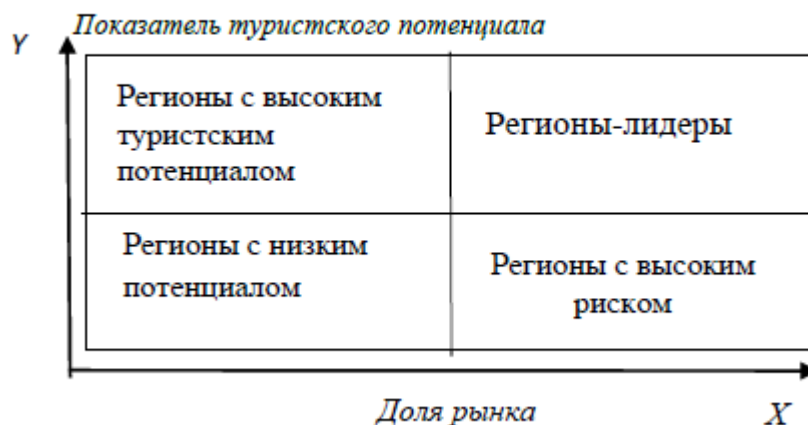 Y
Показатель туристского потенциала
Регионы с высоким
туристским
потенциалом
Регионы-лидеры
Регионы с низким
потенциалом
Регионы с высоким
риском
Доля рынка
X